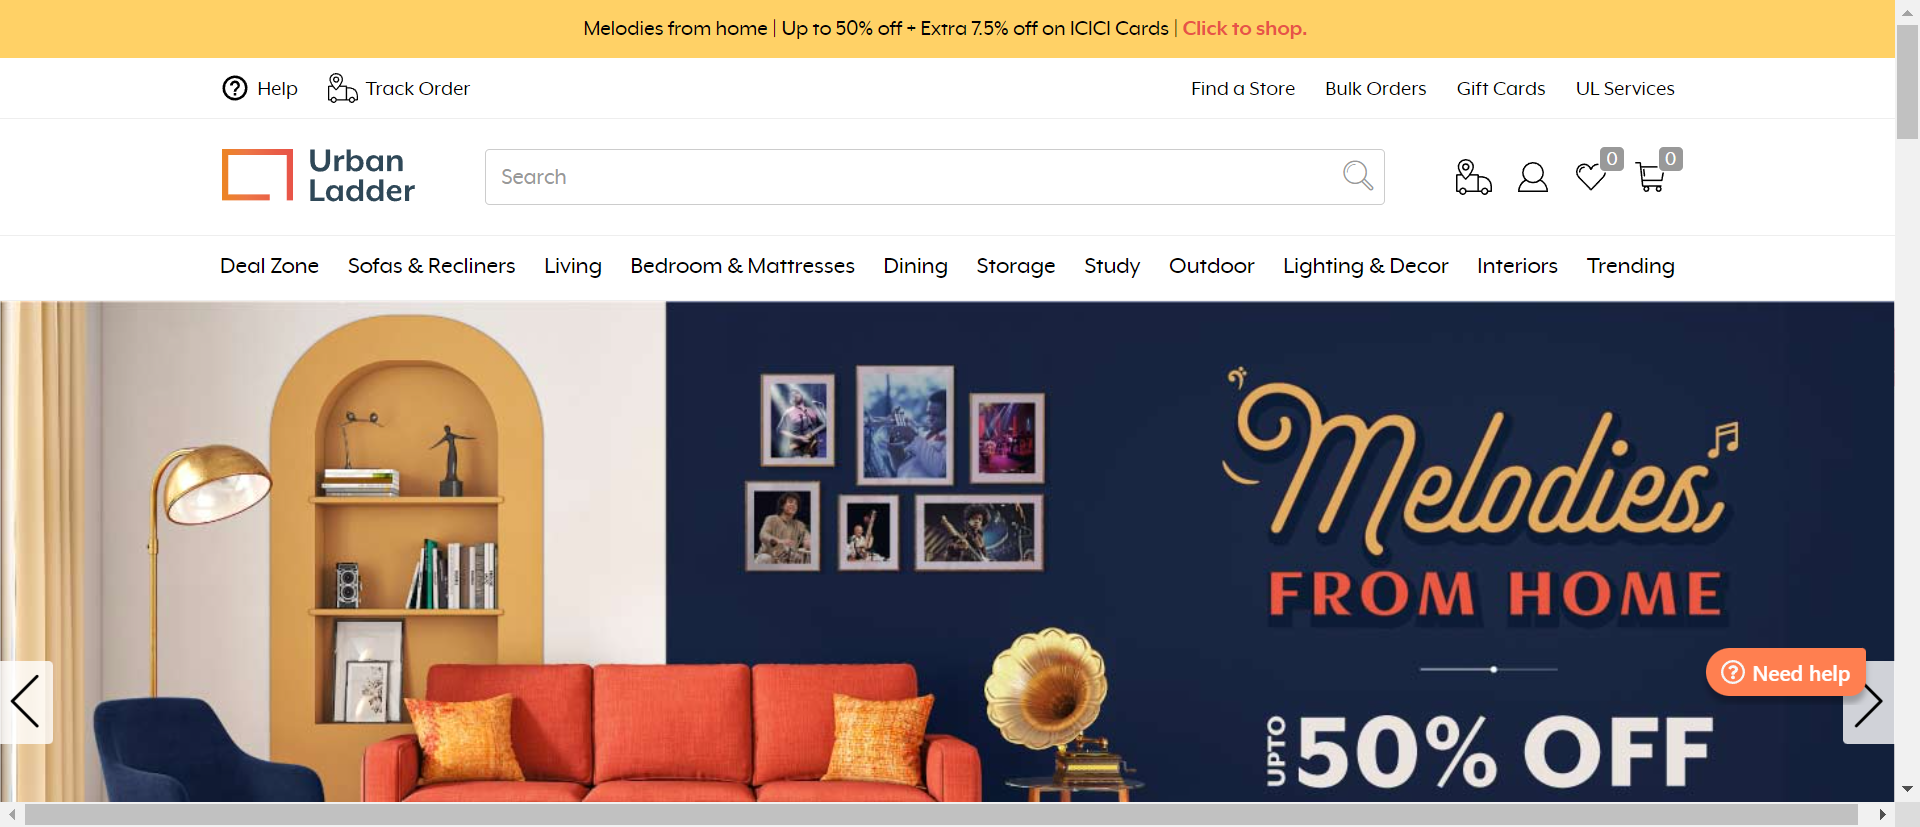 Melodies from home | Up to 50% off + Extra 7.5% off on ICICI Cards | Click to shop.
Help Track Order Find a Store Bulk Orders Gift Cards UL Services
Urban Ladder
Search
0 0
Deal Zone Sofas & Recliners Living Bedroom & Mattresses Dining Storage Study Outdoor Lighting & Decor Interiors Trending
Melodies
FROM HOME
Need help
UPTO 50% OFF